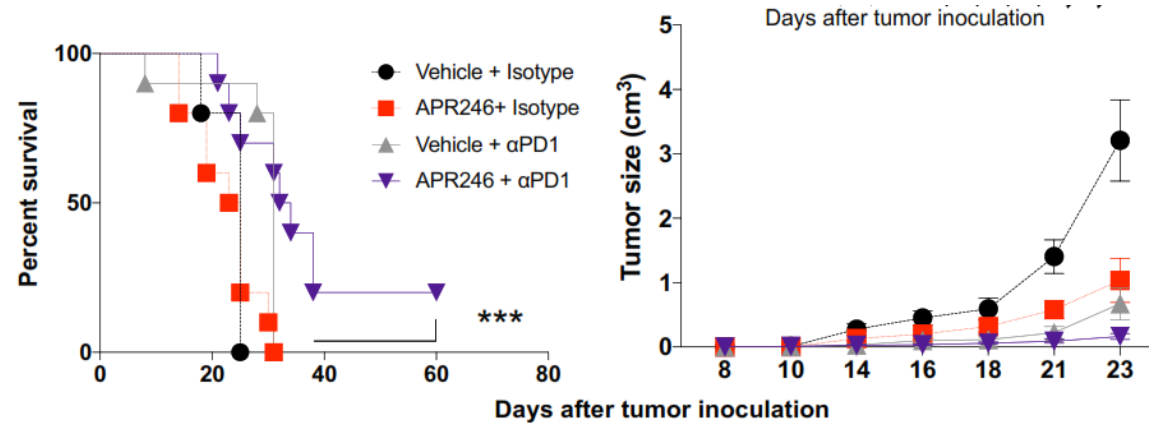 Days after tumor inoculation
100
50
0
Percent survival
0 20 40 60 80
Vehicle + Isotype
APR246+ Isotype
Vehicle + αPD1
APR246 + αPD1
***
5
4
3
2
1
0
Tumor size (cm³)
8 10 14 16 18 21 23
Days after tumor inoculation